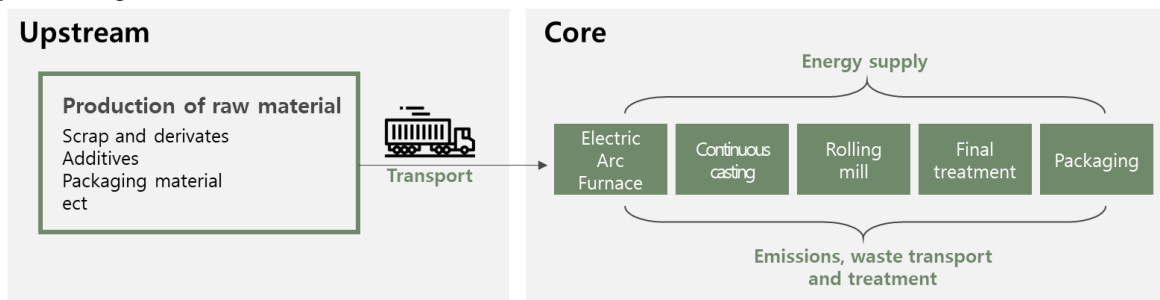 Upstream
Production of raw material
Scrap and derivates
Additives
Packaging material
ect
Transport
Core
Energy supply
Electric
Arc
Furnace
Continuous
casting
Rolling
mill
Final
treatment
Packaging
Emissions, waste transport
and treatment